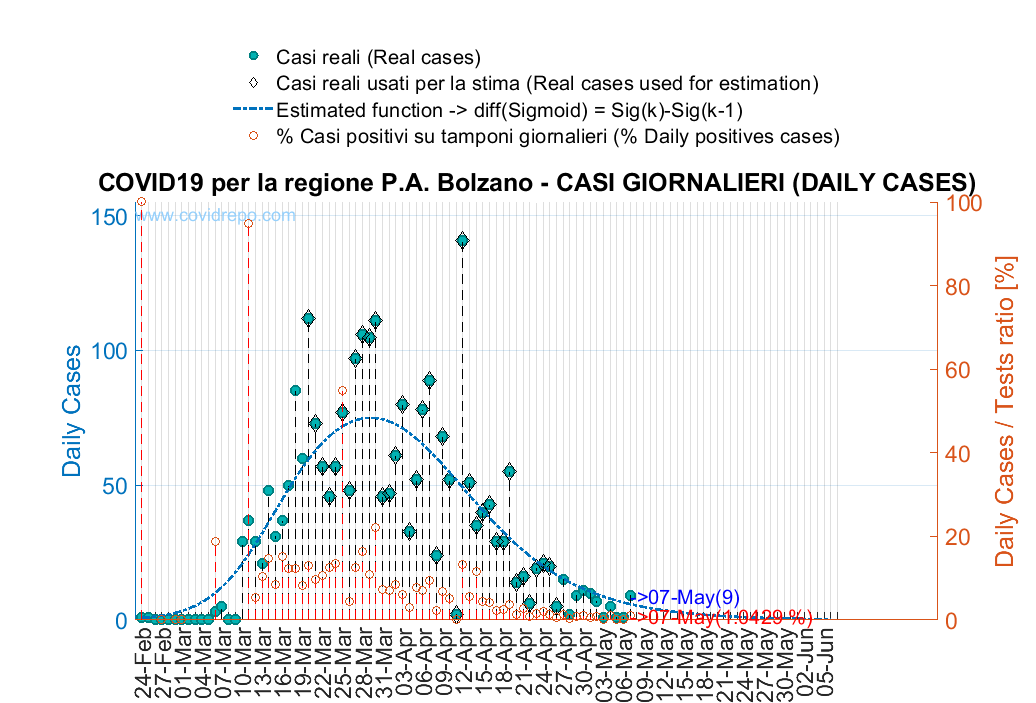 Casi reali (Real cases)
Casi reali usati per la stima (Real cases used for estimation)
Estimated function -> diff(Sigmoid) = Sig(k)-Sig(k-1)
% Casi positivi su tamponi giornalieri (% Daily positives cases)
COVID19 per la regione P.A. Bolzano - CASI GIORNALIERI (DAILY CASES)
www.covidrepo.com
150
100
50
0
Daily Cases
100
80
60
40
20
0
Daily Cases / Tests ratio [%]
>07-May(9)
>07-May(1.0429 %)
24-Feb
27-Feb
01-Mar
04-Mar
07-Mar
10-Mar
13-Mar
16-Mar
19-Mar
22-Mar
25-Mar
28-Mar
31-Mar
03-Apr
06-Apr
09-Apr
12-Apr
15-Apr
18-Apr
21-Apr
24-Apr
27-Apr
30-Apr
03-May
06-May
09-May
12-May
15-May
18-May
21-May
24-May
27-May
30-May
02-Jun
05-Jun